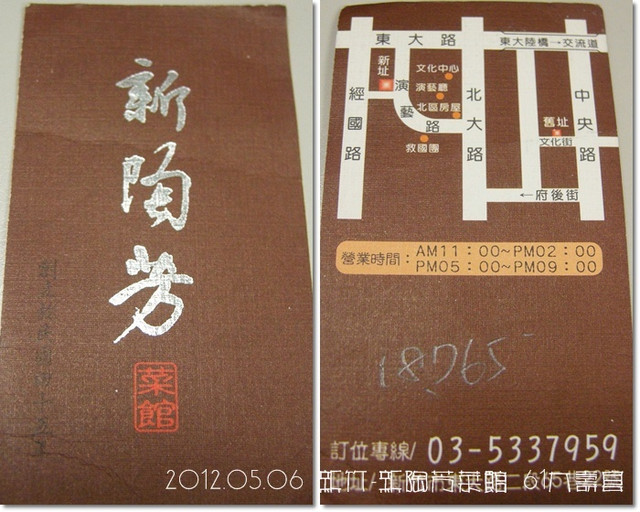 新陶芳
菜館
東大路
東大陸橋→交流道
新址
文化中心
演藝廳
北區房屋
演藝路
救國團
經國路
北大路
中央路
舊址
文化街
←府後街
營業時間：
AM11：00~PM02：00
PM05：00~PM09：00
18765
訂位專線/ 03-5337959
2012.05.06